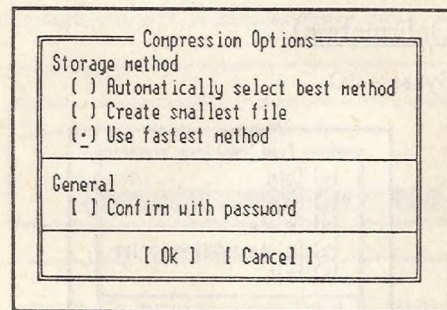 Compression Options
Storage method
( ) Automatically select best method
( ) Create smallest file
(·) Use fastest method
General
[ ] Confirm with password
[ Ok ] [ Cancel ]